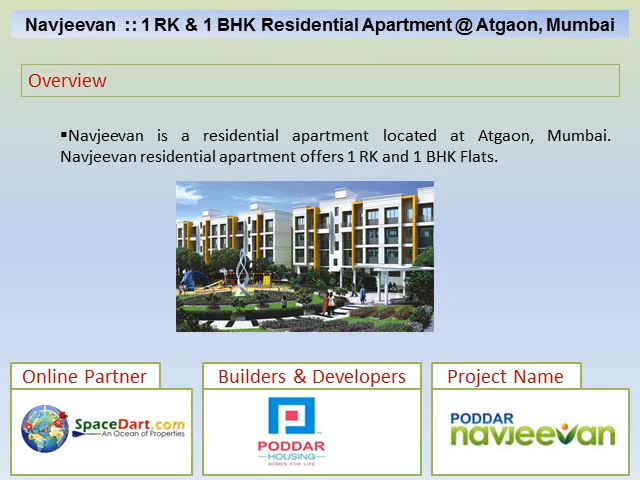 Navjeevan :: 1 RK & 1 BHK Residential Apartment @ Atgaon, Mumbai
Overview
▪Navjeevan is a residential apartment located at Atgaon, Mumbai.
Navjeevan residential apartment offers 1 RK and 1 BHK Flats.
Online Partner
SpaceDart.com
An Ocean of Properties
Builders & Developers
PODDAR
HOUSING
HOMES FOR LIFE
Project Name
PODDAR
navjeevan